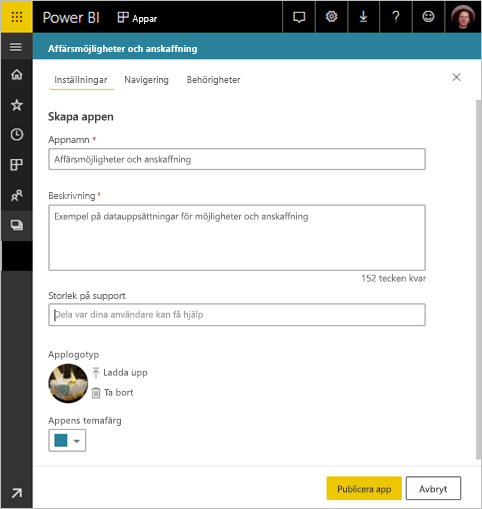 Power BI Appar
?
Affärsmöjligheter och anskaffning
Inställningar Navigering Behörigheter
Skapa appen
Appnamn *
Affärsmöjligheter och anskaffning
Beskrivning *
Exempel på datauppsättningar för möjligheter och anskaffning
152 tecken kvar
Storlek på support
Dela var dina användare kan få hjälp
Applogotyp
Ladda upp
Ta bort
Appens temafärg
Publicera app Avbryt